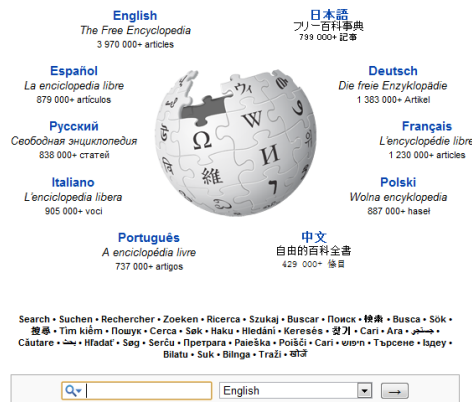 English
The Free Encyclopedia
3 970 000+ articles
日本語
フリー百科事典
799 000+ 記事
Español
La enciclopedia libre
879 000+ artículos
Deutsch
Die freie Enzyklopädie
1 383 000+ Artikel
Русский
Свободная энциклопедия
838 000+ статей
Français
L'encyclopédie libre
1 230 000+ articles
Italiano
L'enciclopedia libera
905 000+ voci
Polski
Wolna encyklopedia
887 000+ haseł
Português
A enciclopédia livre
737 000+ artigos
中文
自由的百科全書
429 000+ 條目
Ω W И 維 ウィ 7
Search • Suchen • Rechercher • Zoeken • Ricerca • Szukaj • Buscar • Поиск • 検索 • Busca • Sök •
搜尋 • Tìm kiếm • Пошук • Cerca • Søk • Haku • Hledání • Keresés • 찾기 • Cari • Ara • جستجو •
Căutare • بحث • Hľadať • Søg • Serĉu • Претрага • Paieška • Poišči • Cari • חיפוש • Търсене • Іздеу •
Bilatu • Suk • Bilnga • Traži • खोजें
English